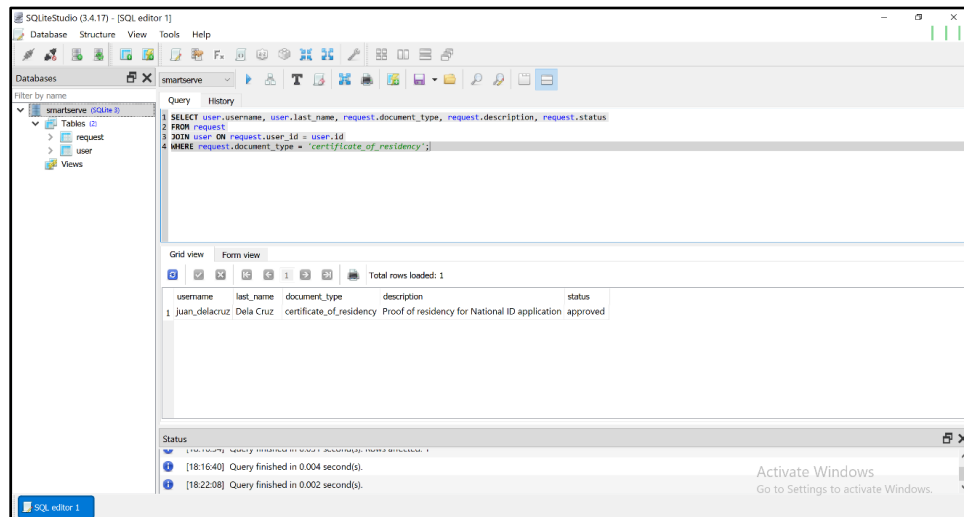 SQLiteStudio (3.4.17) - [SQL editor 1]
Database Structure View Tools Help
Databases
smartserve
Filter by name
smartserve (SQLite 3)
Tables (2)
request
user
Views
Query History
1 SELECT user.username, user.last_name, request.document_type, request.description, request.status
2 FROM request
3 JOIN user ON request.user_id = user.id
4 WHERE request.document_type = 'certificate_of_residency';
Grid view Form view
1
Total rows loaded: 1
username last_name document_type description status
1 juan_delacruz Dela Cruz certificate_of_residency Proof of residency for National ID application approved
Status
[18:16:40] Query finished in 0.004 second(s).
[18:22:08] Query finished in 0.002 second(s).
Activate Windows
Go to Settings to activate Windows.
SQL editor 1